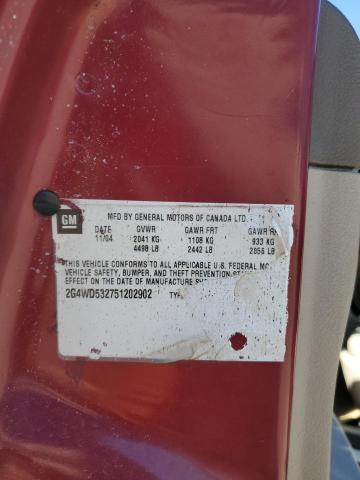 GM
MFD BY GENERAL MOTORS OF CANADA LTD.
DATE GVWR GAWR FRT GAWR RR
11/04 2041 KG 1108 KG 933 KG
4498 LB 2442 LB 2056 LB
THIS VEHICLE CONFORMS TO ALL APPLICABLE U.S. FEDERAL MO
VEHICLE SAFETY, BUMPER, AND THEFT PREVENTION
EFFECT ON THE DATE OF MANUFACTURE
2G4WD532751202902 TYP